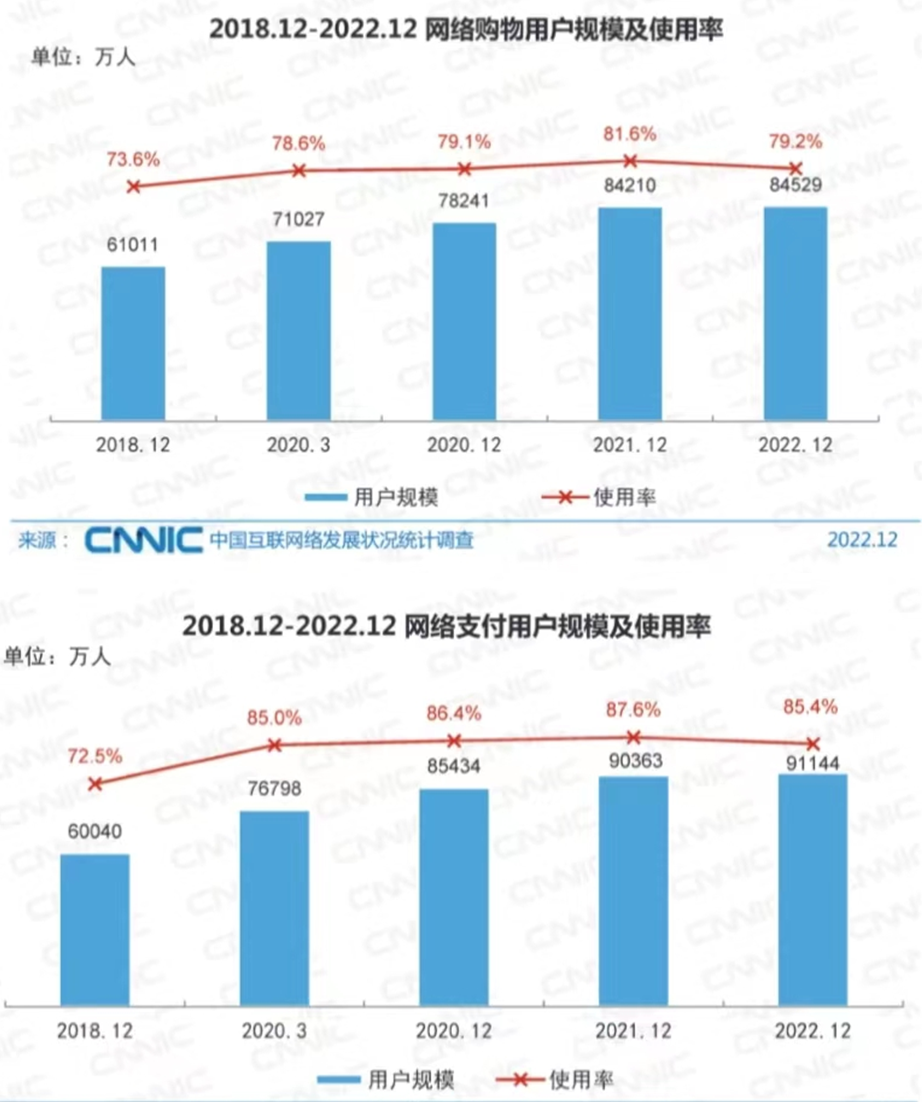 2018.12-2022.12 网络购物用户规模及使用率
单位：万人
73.6% 78.6% 79.1% 81.6% 79.2%
61011 71027 78241 84210 84529
2018.12 2020.3 2020.12 2021.12 2022.12
用户规模 使用率
来源： CNNIC 中国互联网络发展状况统计调查 2022.12
2018.12-2022.12 网络支付用户规模及使用率
单位：万人
72.5% 85.0% 86.4% 87.6% 85.4%
60040 76798 85434 90363 91144
2018.12 2020.3 2020.12 2021.12 2022.12
用户规模 使用率